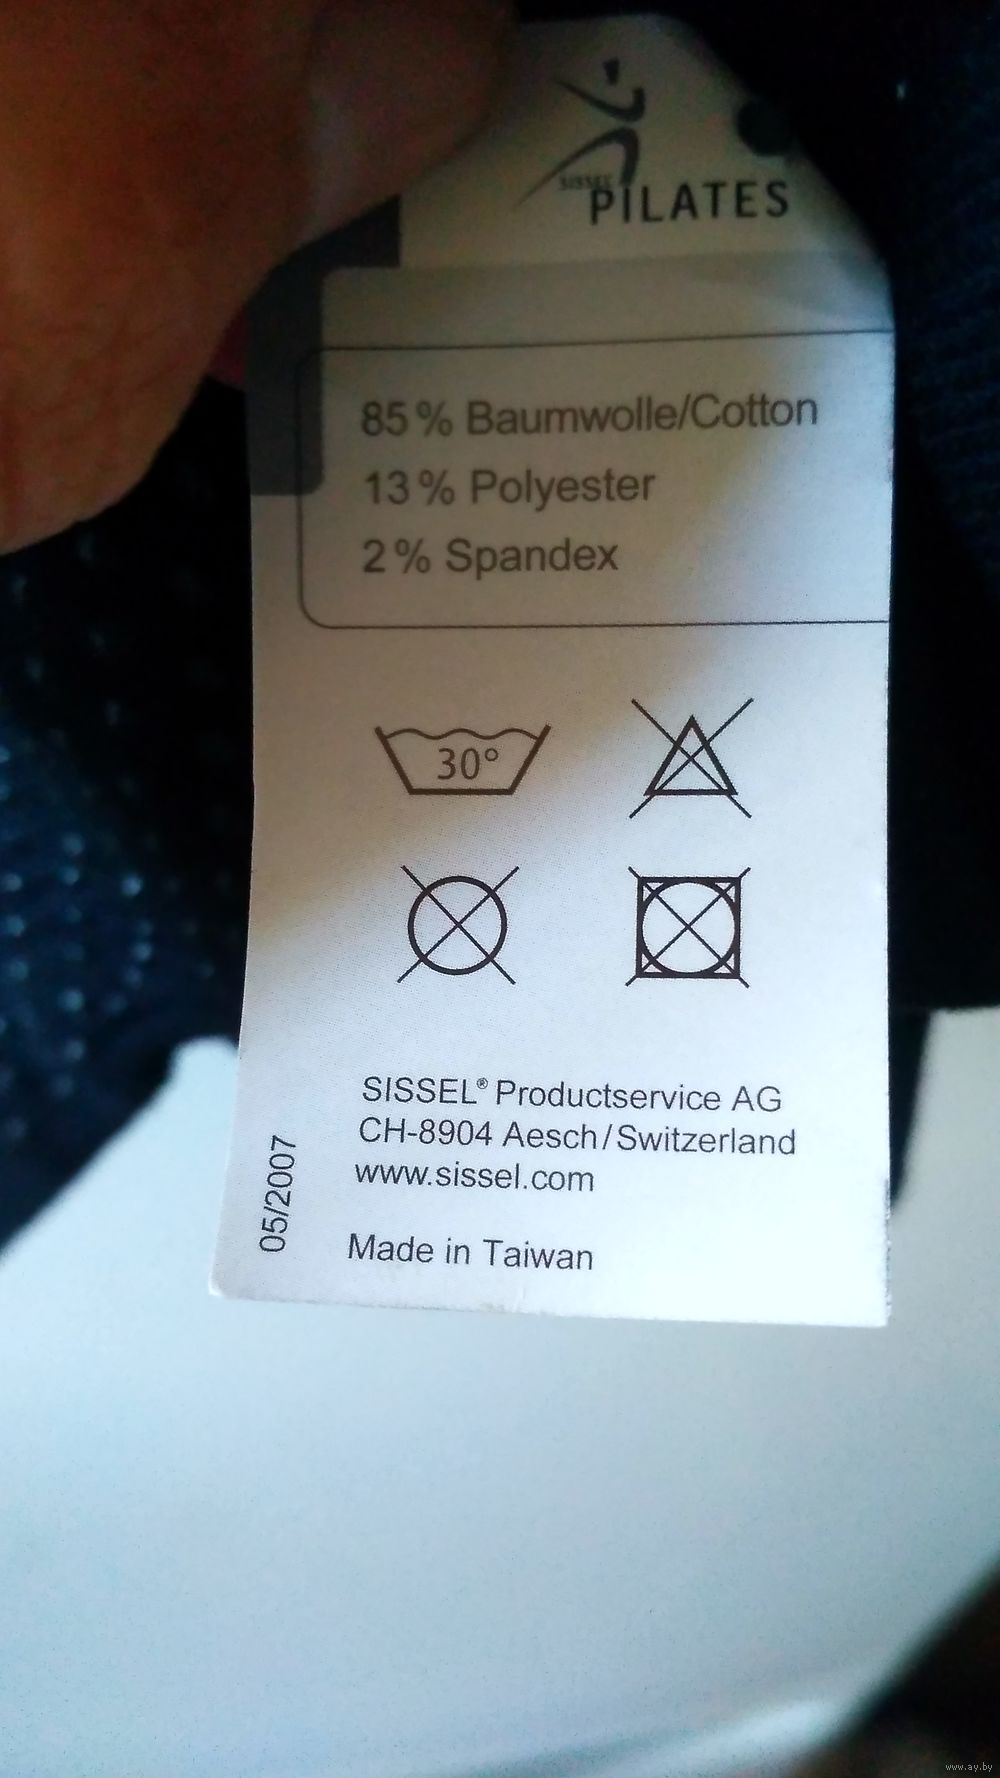 SISSEL
PILATES
85% Baumwolle/Cotton
13% Polyester
2% Spandex
30°
SISSEL® Productservice AG
CH-8904 Aesch/Switzerland
www.sissel.com
05/2007
Made in Taiwan
www.ay.by